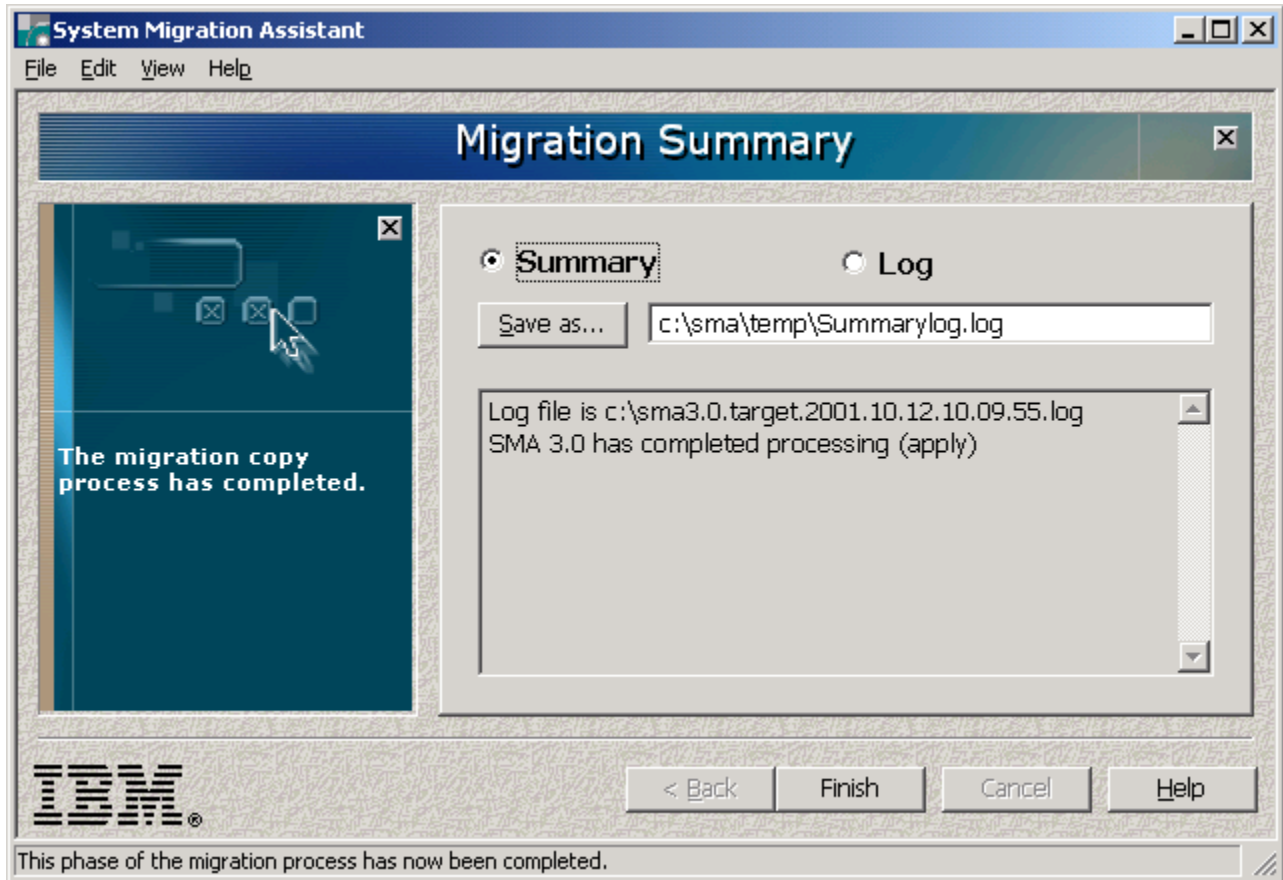 System Migration Assistant
File Edit View Help
Migration Summary
Summary
Log
Save as...
c:\sma\temp\Summarylog.log
Log file is c:\sma3.0.target.2001.10.12.10.09.55.log
SMA 3.0 has completed processing (apply)
The migration copy
process has completed.
IBM®
< Back
Finish
Cancel
Help
This phase of the migration process has now been completed.